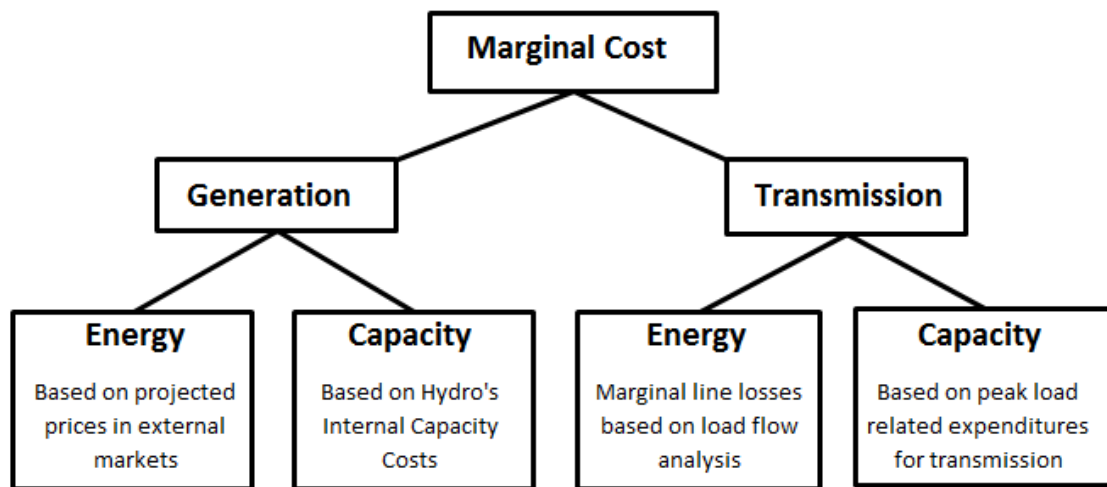 Marginal Cost
Generation
Transmission
Energy
Based on projected
prices in external
markets
Capacity
Based on Hydro's
Internal Capacity
Costs
Energy
Marginal line losses
based on load flow
analysis
Capacity
Based on peak load
related expenditures
for transmission